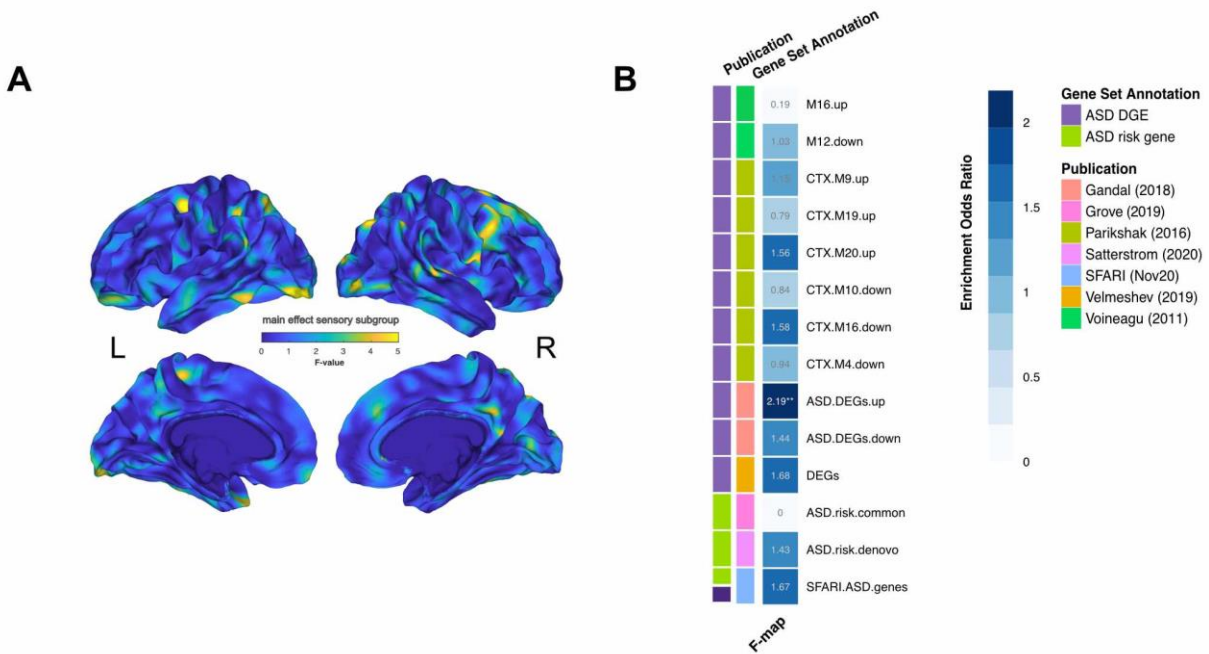 A
main effect sensory subgroup
0 1 2 3 4 5
F-value
L
R
B
Publication
Gene Set Annotation
0.19 M16.up
1.03 M12.down
CTX.M9.up
0.79 CTX.M19.up
1.56 CTX.M20.up
0.84 CTX.M10.down
1.58 CTX.M16.down
0.94 CTX.M4.down
2.19** ASD.DEGs.up
1.44 ASD.DEGs.down
1.68 DEGs
0 ASD.risk.common
1.43 ASD.risk.denovo
1.67 SFARI.ASD.genes
F-map
Enrichment Odds Ratio
2
1.5
1
0.5
0
Gene Set Annotation
ASD DGE
ASD risk gene
Publication
Gandal (2018)
Grove (2019)
Parikshak (2016)
Satterstrom (2020)
SFARI (Nov20)
Velmeshev (2019)
Voineagu (2011)